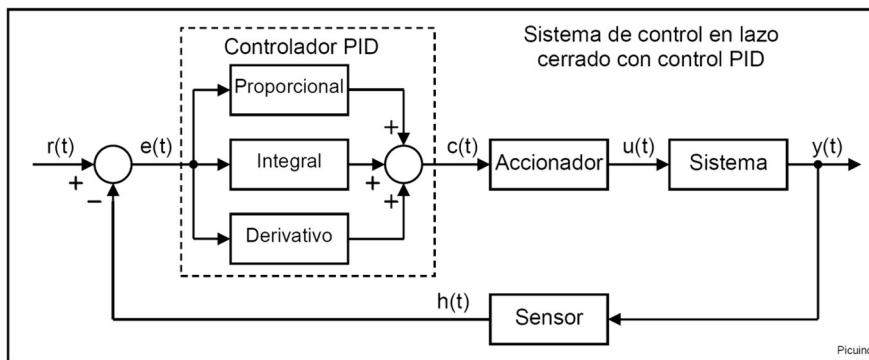 Controlador PID
Sistema de control en lazo
cerrado con control PID
Proporcional
r(t)
e(t)
Integral
c(t)
Accionador
u(t)
Sistema
y(t)
+
−
+
+
+
Derivativo
h(t)
Sensor